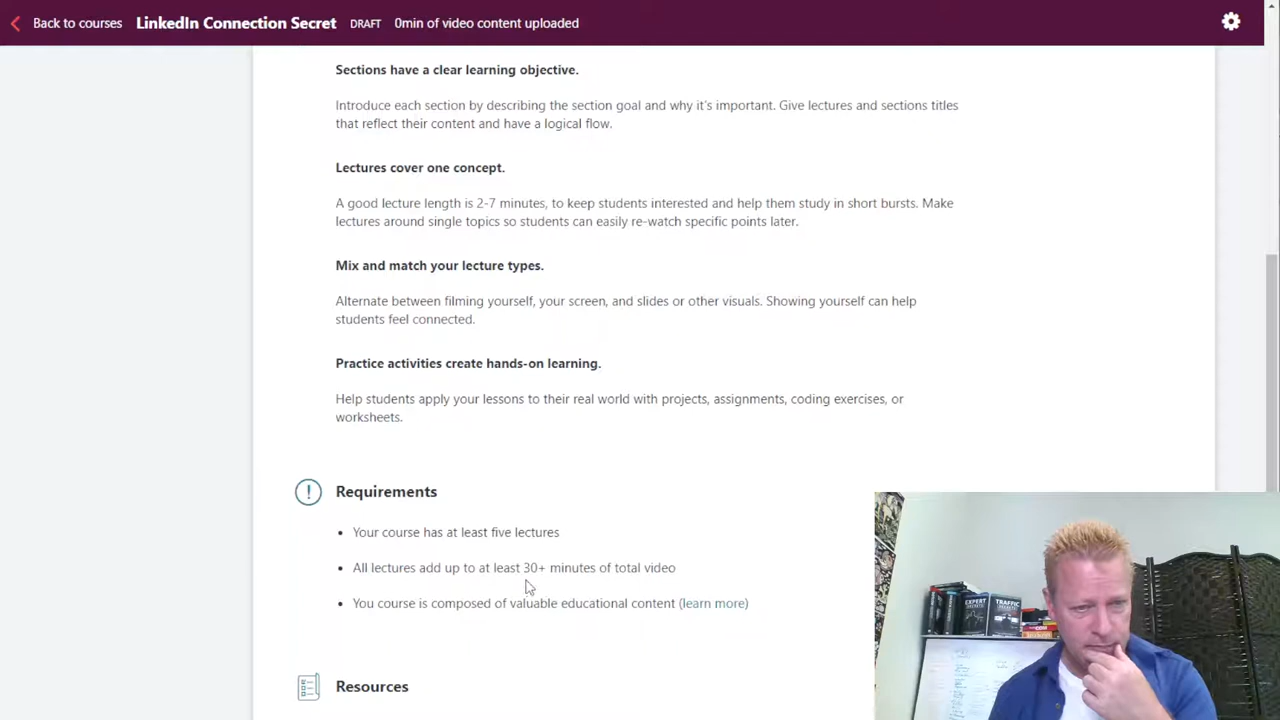 Back to courses LinkedIn Connection Secret DRAFT 0min of video content uploaded
Sections have a clear learning objective.
Introduce each section by describing the section goal and why it's important. Give lectures and sections titles
that reflect their content and have a logical flow.
Lectures cover one concept.
A good lecture length is 2-7 minutes, to keep students interested and help them study in short bursts. Make
lectures around single topics so students can easily re-watch specific points later.
Mix and match your lecture types.
Alternate between filming yourself, your screen, and slides or other visuals. Showing yourself can help
students feel connected.
Practice activities create hands-on learning.
Help students apply your lessons to their real world with projects, assignments, coding exercises, or
worksheets.
Requirements
Your course has at least five lectures
All lectures add up to at least 30+ minutes of total video
You course is composed of valuable educational content (learn more)
Resources
EXPERT
SECRETS
TRAFFIC
SECRETS